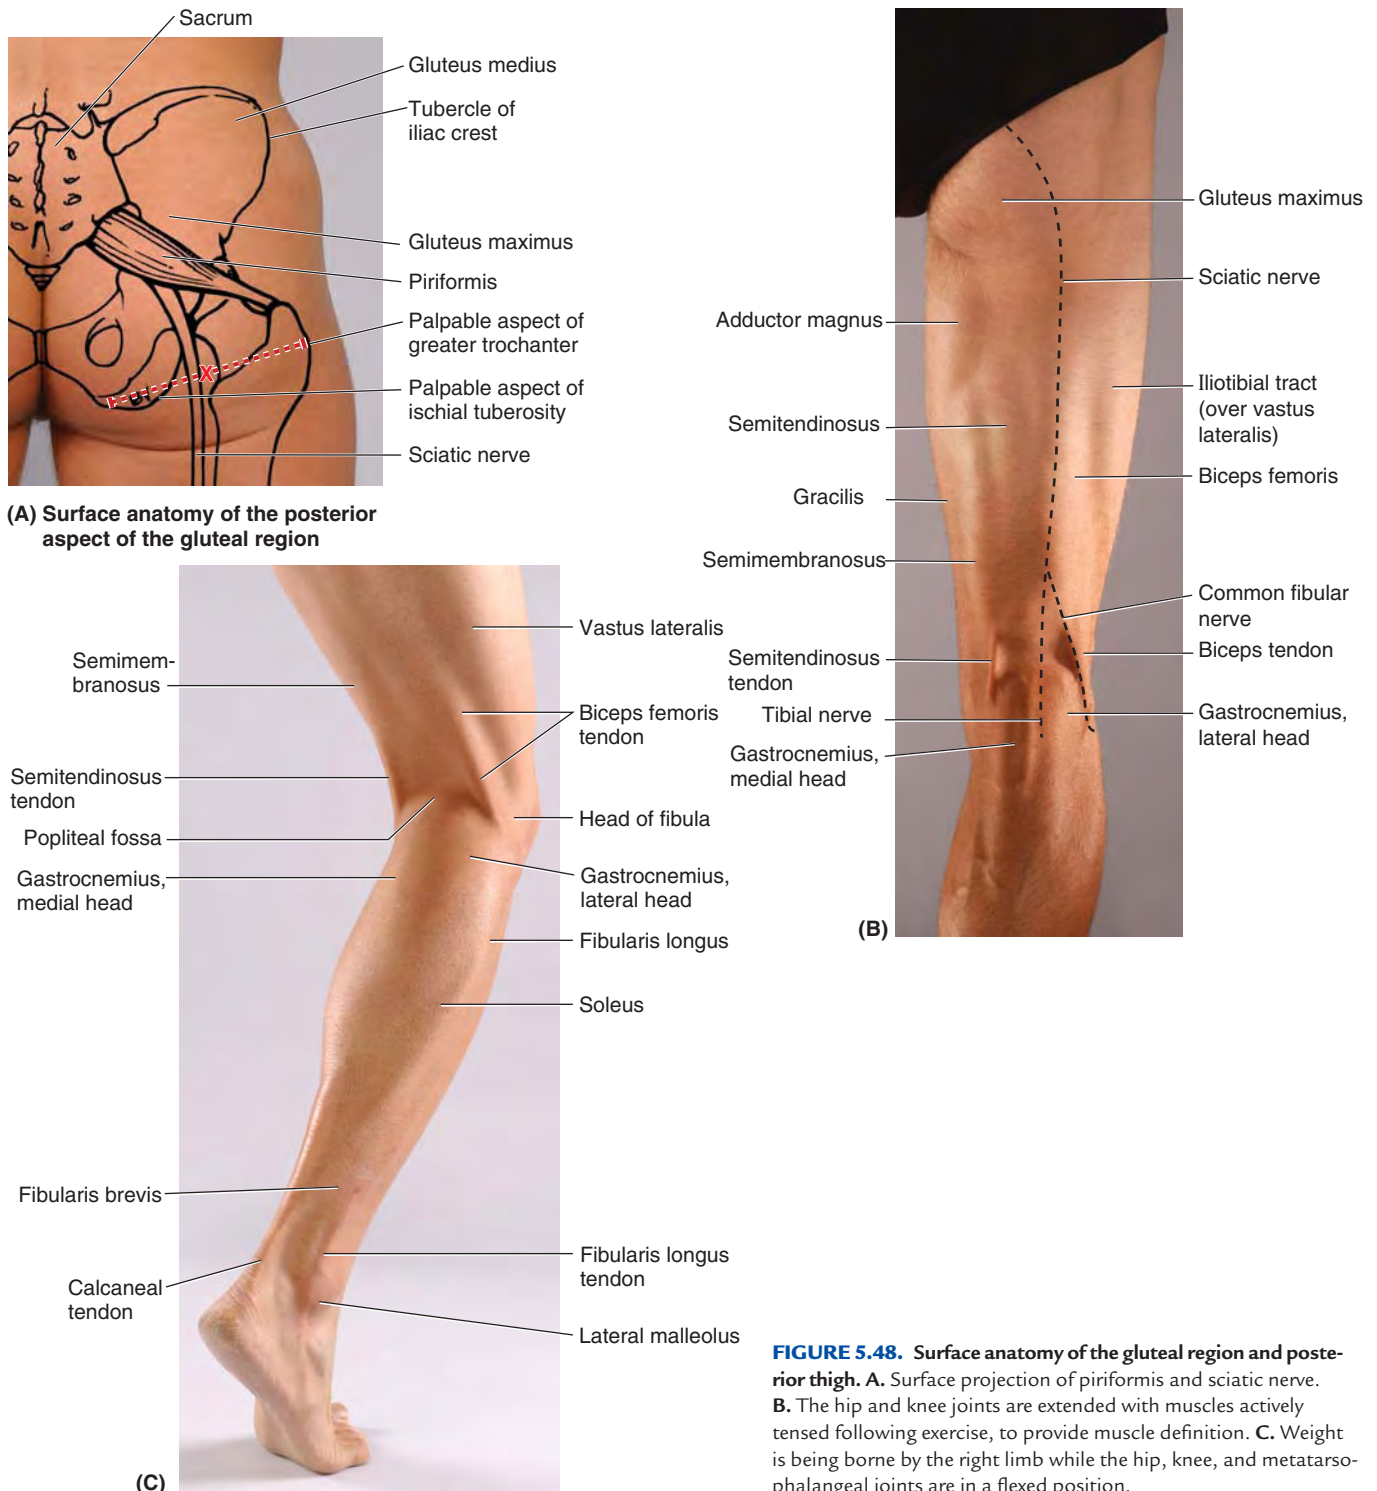 Sacrum
Gluteus medius
Tubercle of
iliac crest
Gluteus maximus
Piriformis
Palpable aspect of
greater trochanter
Palpable aspect of
ischial tuberosity
Sciatic nerve
X
(A) Surface anatomy of the posterior
aspect of the gluteal region
Gluteus maximus
Sciatic nerve
Adductor magnus
Iliotibial tract
(over vastus
lateralis)
Semitendinosus
Biceps femoris
Gracilis
Semimembranosus
Common fibular
nerve
Biceps tendon
Semitendinosus
tendon
Tibial nerve
Gastrocnemius,
lateral head
Gastrocnemius,
medial head
(B)
Vastus lateralis
Semimem-
branosus
Biceps femoris
tendon
Semitendinosus
tendon
Popliteal fossa
Head of fibula
Gastrocnemius,
medial head
Gastrocnemius,
lateral head
Fibularis longus
Soleus
Fibularis brevis
Fibularis longus
tendon
Calcaneal
tendon
Lateral malleolus
(C)
FIGURE 5.48. Surface anatomy of the gluteal region and poste-
rior thigh. A. Surface projection of piriformis and sciatic nerve.
B. The hip and knee joints are extended with muscles actively
tensed following exercise, to provide muscle definition. C. Weight
is being borne by the right limb while the hip, knee, and metatarso-
phalangeal joints are in a flexed position.